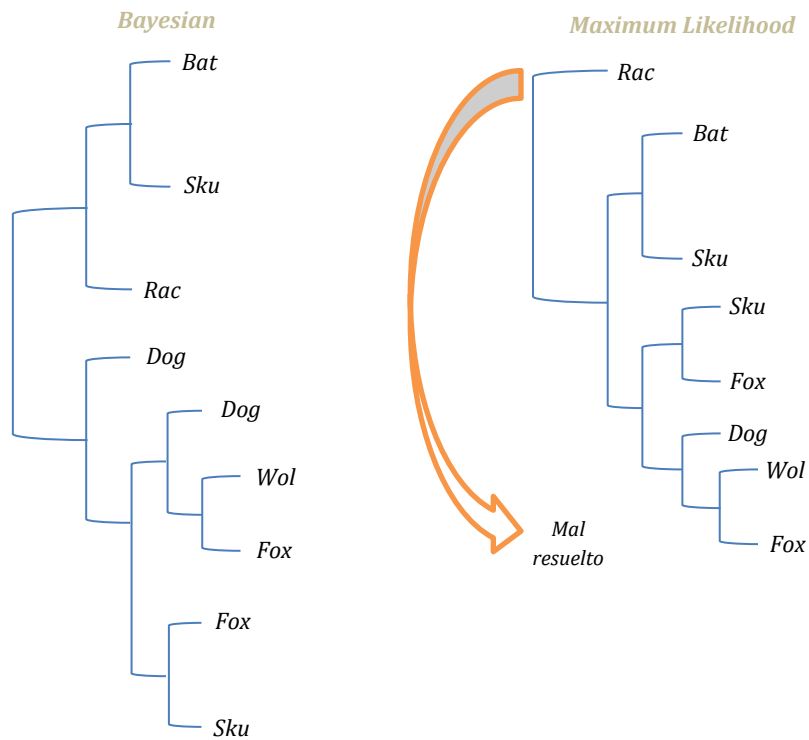 Bayesian
Bat
Sku
Rac
Dog
Dog
Wol
Fox
Fox
Sku
Maximum Likelihood
Rac
Bat
Sku
Sku
Fox
Dog
Wol
Fox
Mal
resuelto